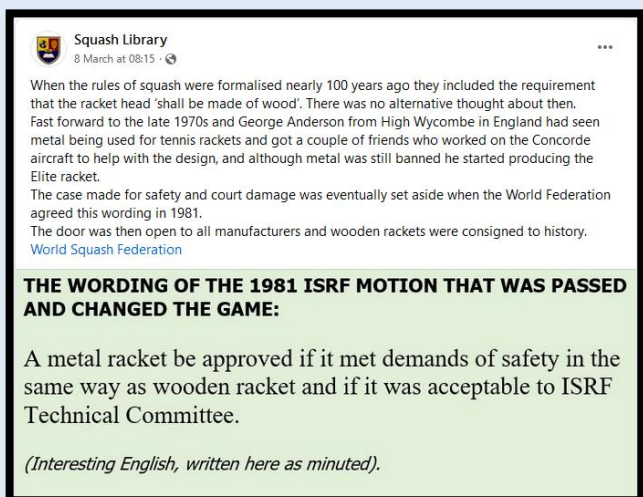 Squash Library
8 March at 08:15 ·
When the rules of squash were formalised nearly 100 years ago they included the requirement
that the racket head ‘shall be made of wood’. There was no alternative thought about then.
Fast forward to the late 1970s and George Anderson from High Wycombe in England had seen
metal being used for tennis rackets and got a couple of friends who worked on the Concorde
aircraft to help with the design, and although metal was still banned he started producing the
Elite racket.
The case made for safety and court damage was eventually set aside when the World Federation
agreed this wording in 1981.
The door was then open to all manufacturers and wooden rackets were consigned to history.
World Squash Federation
THE WORDING OF THE 1981 ISRF MOTION THAT WAS PASSED
AND CHANGED THE GAME:
A metal racket be approved if it met demands of safety in the
same way as wooden racket and if it was acceptable to ISRF
Technical Committee.
(Interesting English, written here as minuted).